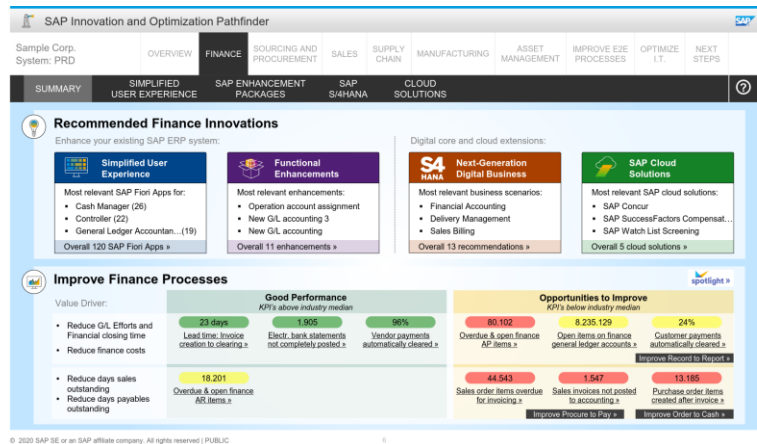 SAP Innovation and Optimization Pathfinder
SAP
Sample Corp.
System: PRD
OVERVIEW
FINANCE
SOURCING AND
PROCUREMENT
SALES
SUPPLY
CHAIN
MANUFACTURING
ASSET
MANAGEMENT
IMPROVE E2E
PROCESSES
OPTIMIZE
I.T.
NEXT
STEPS
SUMMARY
SIMPLIFIED
USER EXPERIENCE
SAP ENHANCEMENT
PACKAGES
SAP
S/4HANA
CLOUD
SOLUTIONS
?
Recommended Finance Innovations
Enhance your existing SAP ERP system:
Digital core and cloud extensions:
Simplified User
Experience
Most relevant SAP Fiori Apps for:
▪ Cash Manager (26)
▪ Controller (22)
▪ General Ledger Accountan...(19)
Overall 120 SAP Fiori Apps »
Functional
Enhancements
Most relevant enhancements:
▪ Operation account assignment
▪ New G/L accounting 3
▪ New G/L accounting
Overall 11 enhancements »
S4
HANA
Next-Generation
Digital Business
Most relevant business scenarios:
▪ Financial Accounting
▪ Delivery Management
▪ Sales Billing
Overall 13 recommendations »
SAP Cloud
Solutions
Most relevant SAP cloud solutions:
▪ SAP Concur
▪ SAP SuccessFactors Compensat...
▪ SAP Watch List Screening
Overall 5 cloud solutions »
Improve Finance Processes
spotlight »
Value Driver:
Good Performance
KPI's above industry median
Opportunities to Improve
KPI's below industry median
• Reduce G/L Efforts and
Financial closing time
• Reduce finance costs
23 days
Lead time: Invoice
creation to clearing »
1.905
Electr. bank statements
not completely posted »
96%
Vendor payments
automatically cleared »
80.102
Overdue & open finance
AP items »
8.235.129
Open items on finance
general ledger accounts »
24%
Customer payments
automatically cleared »
Improve Record to Report »
• Reduce days sales
outstanding
• Reduce days payables
outstanding
18.201
Overdue & open finance
AR items »
44.543
Sales order items overdue
for invoicing »
1.547
Sales invoices not posted
to accounting »
13.185
Purchase order items
created after invoice »
Improve Procure to Pay »
Improve Order to Cash »
© 2020 SAP SE or an SAP affiliate company. All rights reserved | PUBLIC
6